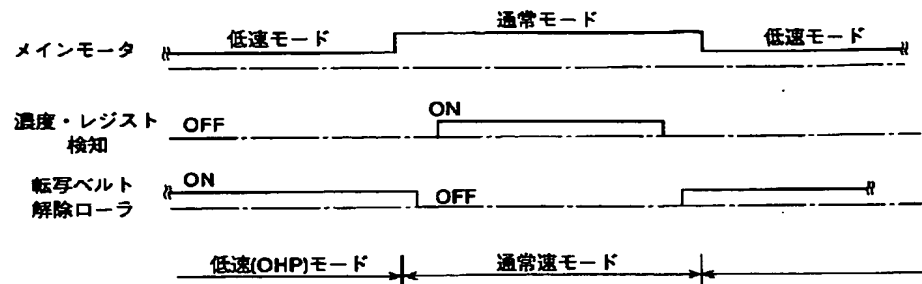 通常モード
低速モード
低速モード
メインモータ
ON
濃度・レジスト
検知
OFF
ON
転写ベルト
解除ローラ
OFF
低速(OHP)モード
通常速モード